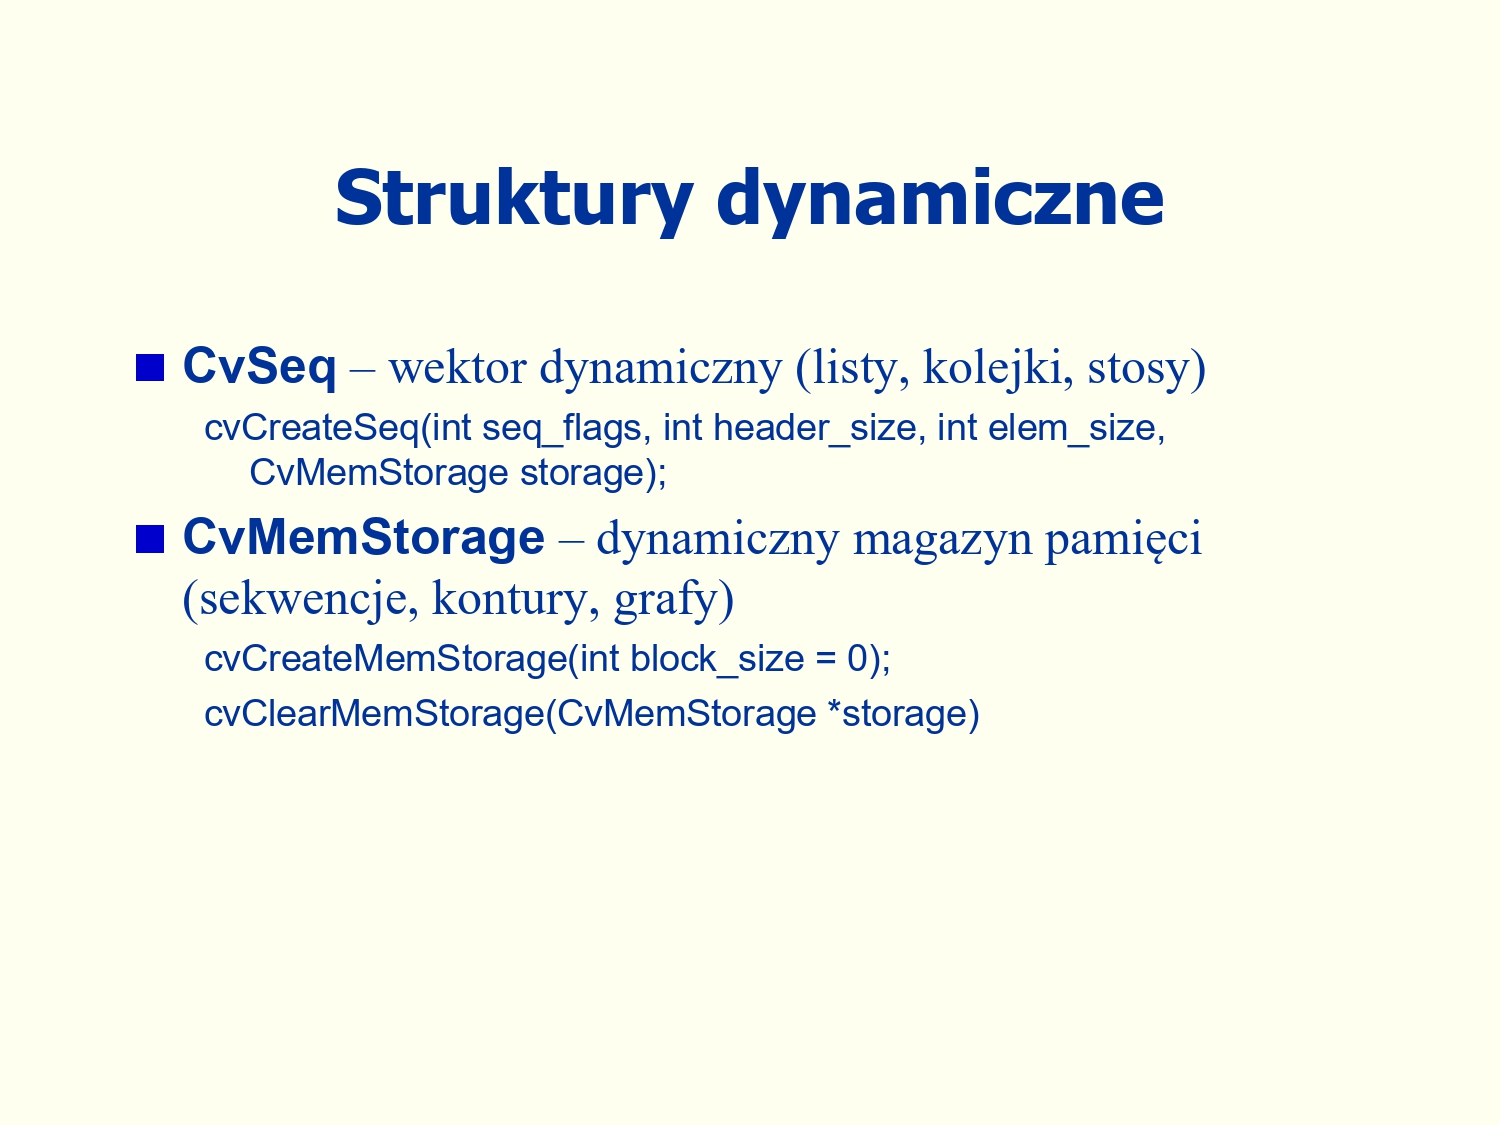 Struktury dynamiczne
CvSeq – wektor dynamiczny (listy, kolejki, stosy)
cvCreateSeq(int seq_flags, int header_size, int elem_size,
CvMemStorage storage);
CvMemStorage – dynamiczny magazyn pamięci
(sekwencje, kontury, grafy)
cvCreateMemStorage(int block_size = 0);
cvClearMemStorage(CvMemStorage *storage)